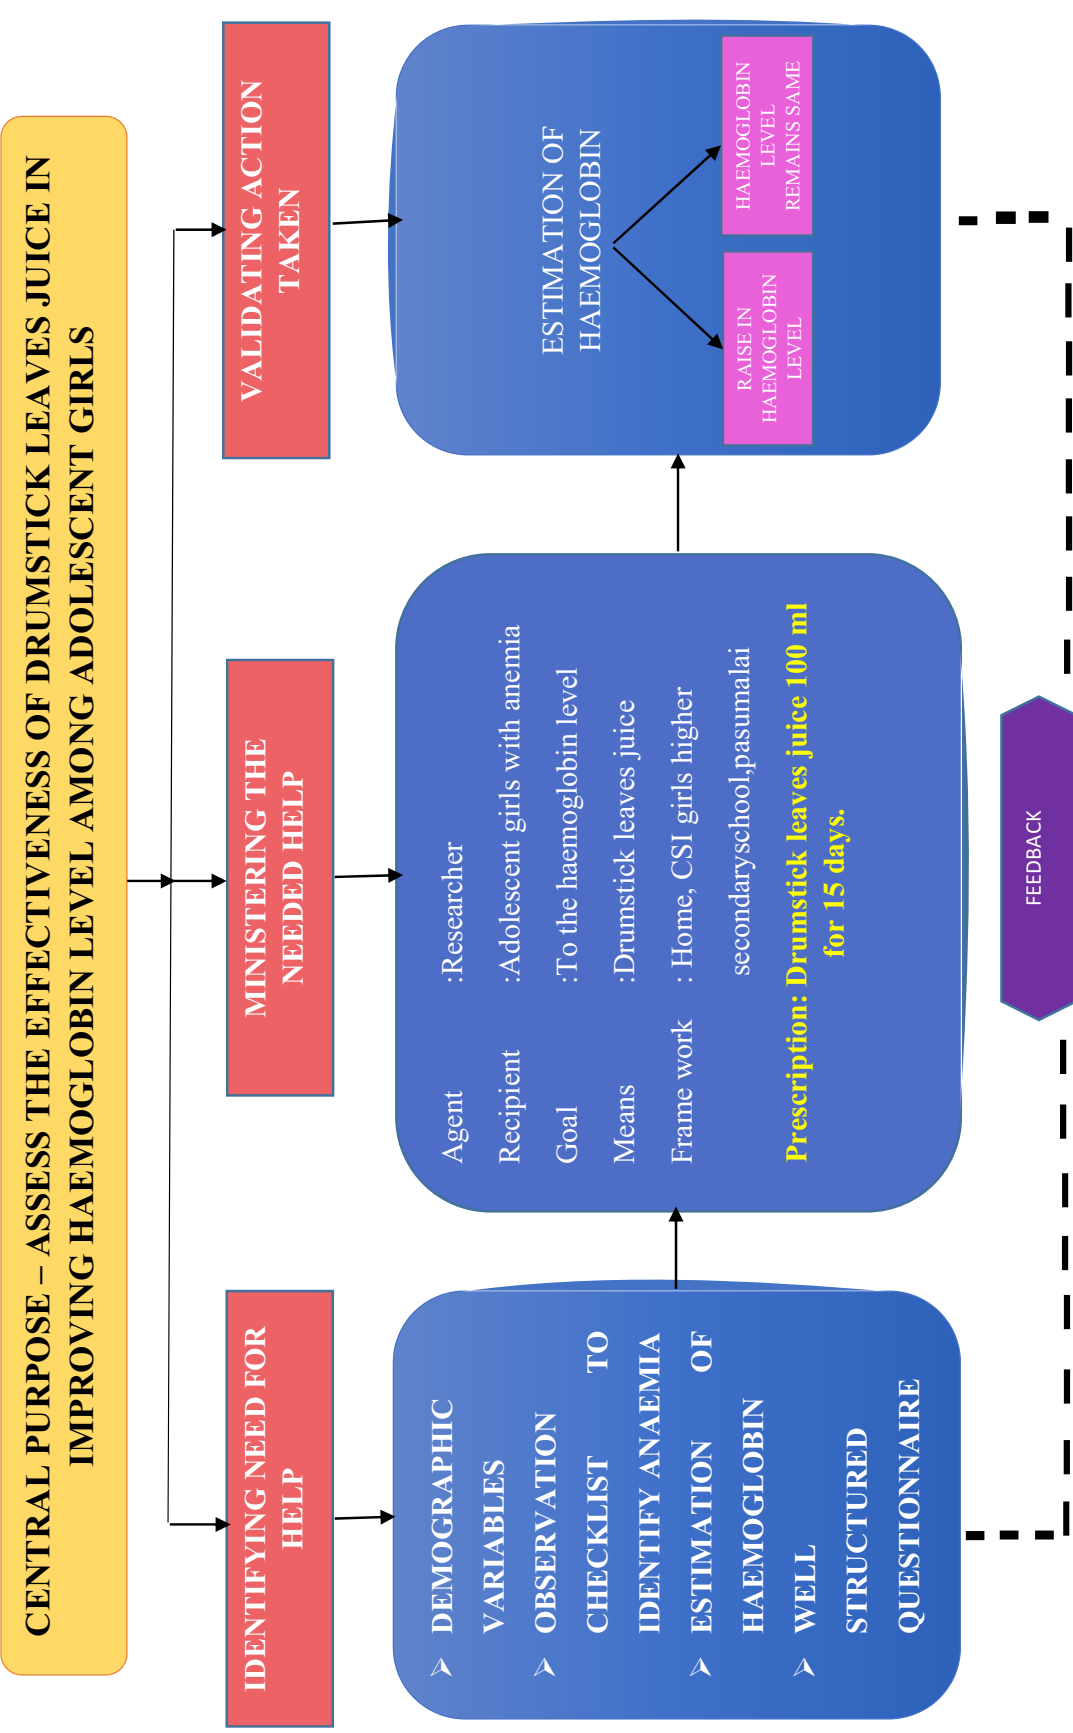 CENTRAL PURPOSE – ASSESS THE EFFECTIVENESS OF DRUMSTICK LEAVES JUICE IN
IMPROVING HAEMOGLOBIN LEVEL AMONG ADOLESCENT GIRLS
IDENTIFYING NEED FOR
HELP
MINISTERING THE
NEEDED HELP
VALIDATING ACTION
TAKEN
➢ DEMOGRAPHIC
VARIABLES
➢ OBSERVATION
CHECKLIST TO
IDENTIFY ANAEMIA
➢ ESTIMATION OF
HAEMOGLOBIN
➢ WELL
STRUCTURED
QUESTIONNAIRE
Agent :Researcher
Recipient :Adolescent girls with anemia
Goal :To the haemoglobin level
Means :Drumstick leaves juice
Frame work : Home, CSI girls higher
secondaryschool,pasumalai
Prescription: Drumstick leaves juice 100 ml
for 15 days.
ESTIMATION OF
HAEMOGLOBIN
RAISE IN
HAEMOGLOBIN
LEVEL
HAEMOGLOBIN
LEVEL
REMAINS SAME
FEEDBACK